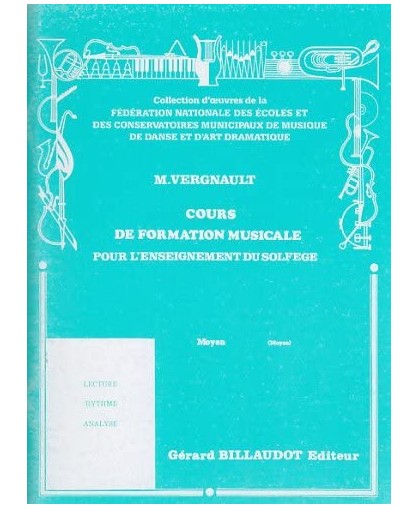 Collection d'œuvres de la
FÉDÉRATION NATIONALE DES ÉCOLES ET
DES CONSERVATOIRES MUNICIPAUX DE MUSIQUE
DE DANSE ET D'ART DRAMATIQUE
M. VERGNAULT
COURS
DE FORMATION MUSICALE
POUR L'ENSEIGNEMENT DU SOLFEGE
Moyen (Moyen)
LECTURE
RYTHME
ANALYSE
Gérard BILLAUDOT Editeur